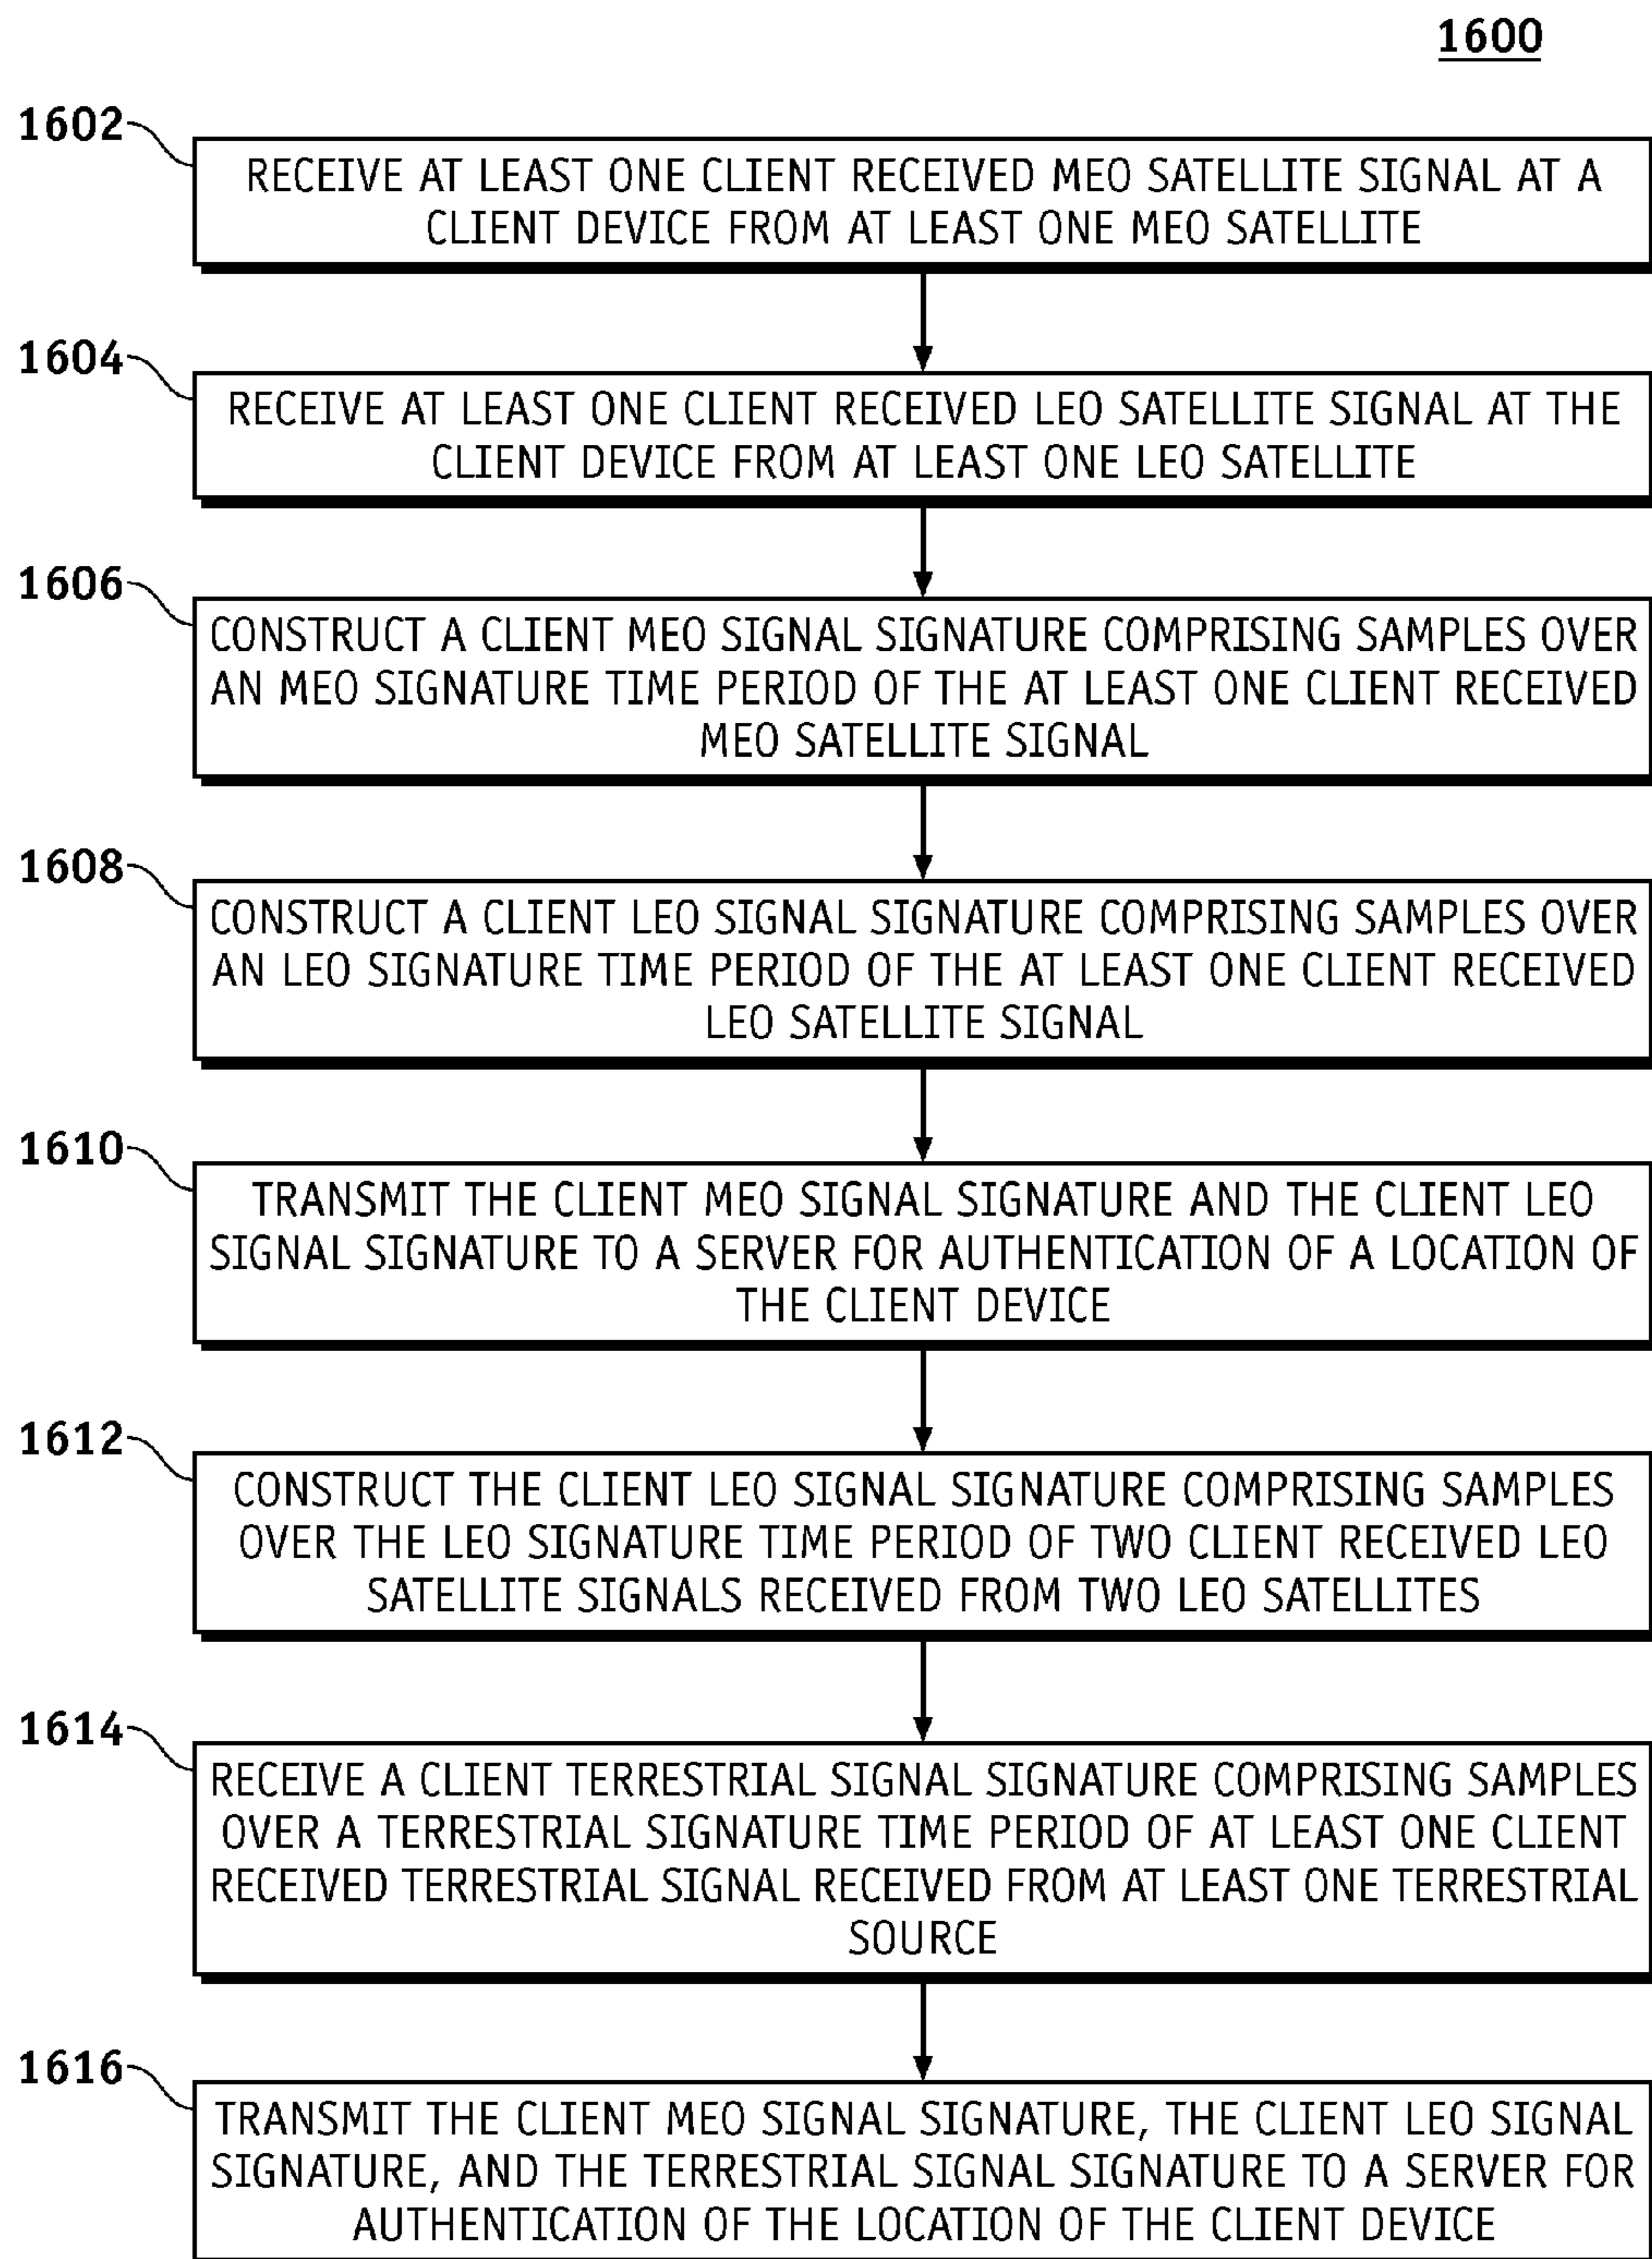 1600
1602
RECEIVE AT LEAST ONE CLIENT RECEIVED MEO SATELLITE SIGNAL AT A
CLIENT DEVICE FROM AT LEAST ONE MEO SATELLITE
1604
RECEIVE AT LEAST ONE CLIENT RECEIVED LEO SATELLITE SIGNAL AT THE
CLIENT DEVICE FROM AT LEAST ONE LEO SATELLITE
1606
CONSTRUCT A CLIENT MEO SIGNAL SIGNATURE COMPRISING SAMPLES OVER
AN MEO SIGNATURE TIME PERIOD OF THE AT LEAST ONE CLIENT RECEIVED
MEO SATELLITE SIGNAL
1608
CONSTRUCT A CLIENT LEO SIGNAL SIGNATURE COMPRISING SAMPLES OVER
AN LEO SIGNATURE TIME PERIOD OF THE AT LEAST ONE CLIENT RECEIVED
LEO SATELLITE SIGNAL
1610
TRANSMIT THE CLIENT MEO SIGNAL SIGNATURE AND THE CLIENT LEO
SIGNAL SIGNATURE TO A SERVER FOR AUTHENTICATION OF A LOCATION OF
THE CLIENT DEVICE
1612
CONSTRUCT THE CLIENT LEO SIGNAL SIGNATURE COMPRISING SAMPLES
OVER THE LEO SIGNATURE TIME PERIOD OF TWO CLIENT RECEIVED LEO
SATELLITE SIGNALS RECEIVED FROM TWO LEO SATELLITES
1614
RECEIVE A CLIENT TERRESTRIAL SIGNAL SIGNATURE COMPRISING SAMPLES
OVER A TERRESTRIAL SIGNATURE TIME PERIOD OF AT LEAST ONE CLIENT
RECEIVED TERRESTRIAL SIGNAL RECEIVED FROM AT LEAST ONE TERRESTRIAL
SOURCE
1616
TRANSMIT THE CLIENT MEO SIGNAL SIGNATURE, THE CLIENT LEO SIGNAL
SIGNATURE, AND THE TERRESTRIAL SIGNAL SIGNATURE TO A SERVER FOR
AUTHENTICATION OF THE LOCATION OF THE CLIENT DEVICE